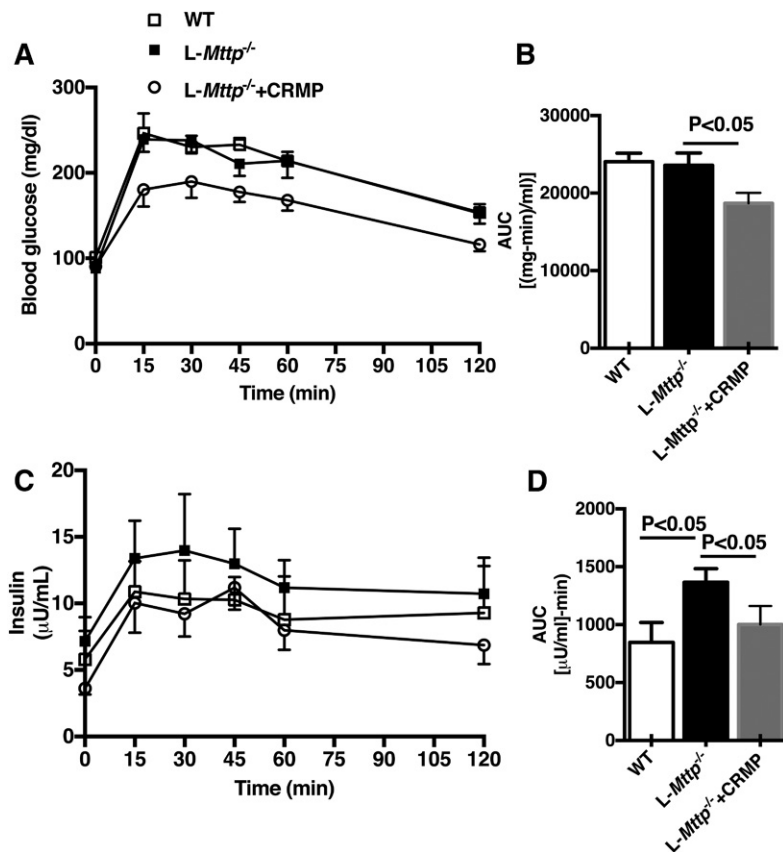 WT
L-Mttp-/-
L-Mttp-/-+CRMP
A
300
200
100
0
Blood glucose (mg/dl)
0 15 30 45 60 75 90 105 120
Time (min)
B
P<0.05
30000
20000
10000
0
AUC
[(mg-min)/ml)]
WT
L-Mttp-/-
L-Mttp-/-+CRMP
C
20
15
10
5
0
Insulin
(μU/mL)
0 15 30 45 60 75 90 105 120
Time (min)
D
2000
P<0.05
P<0.05
1500
1000
500
0
AUC
[μU/ml]-min)
WT
L-Mttp-/-
L-Mttp-/-+CRMP